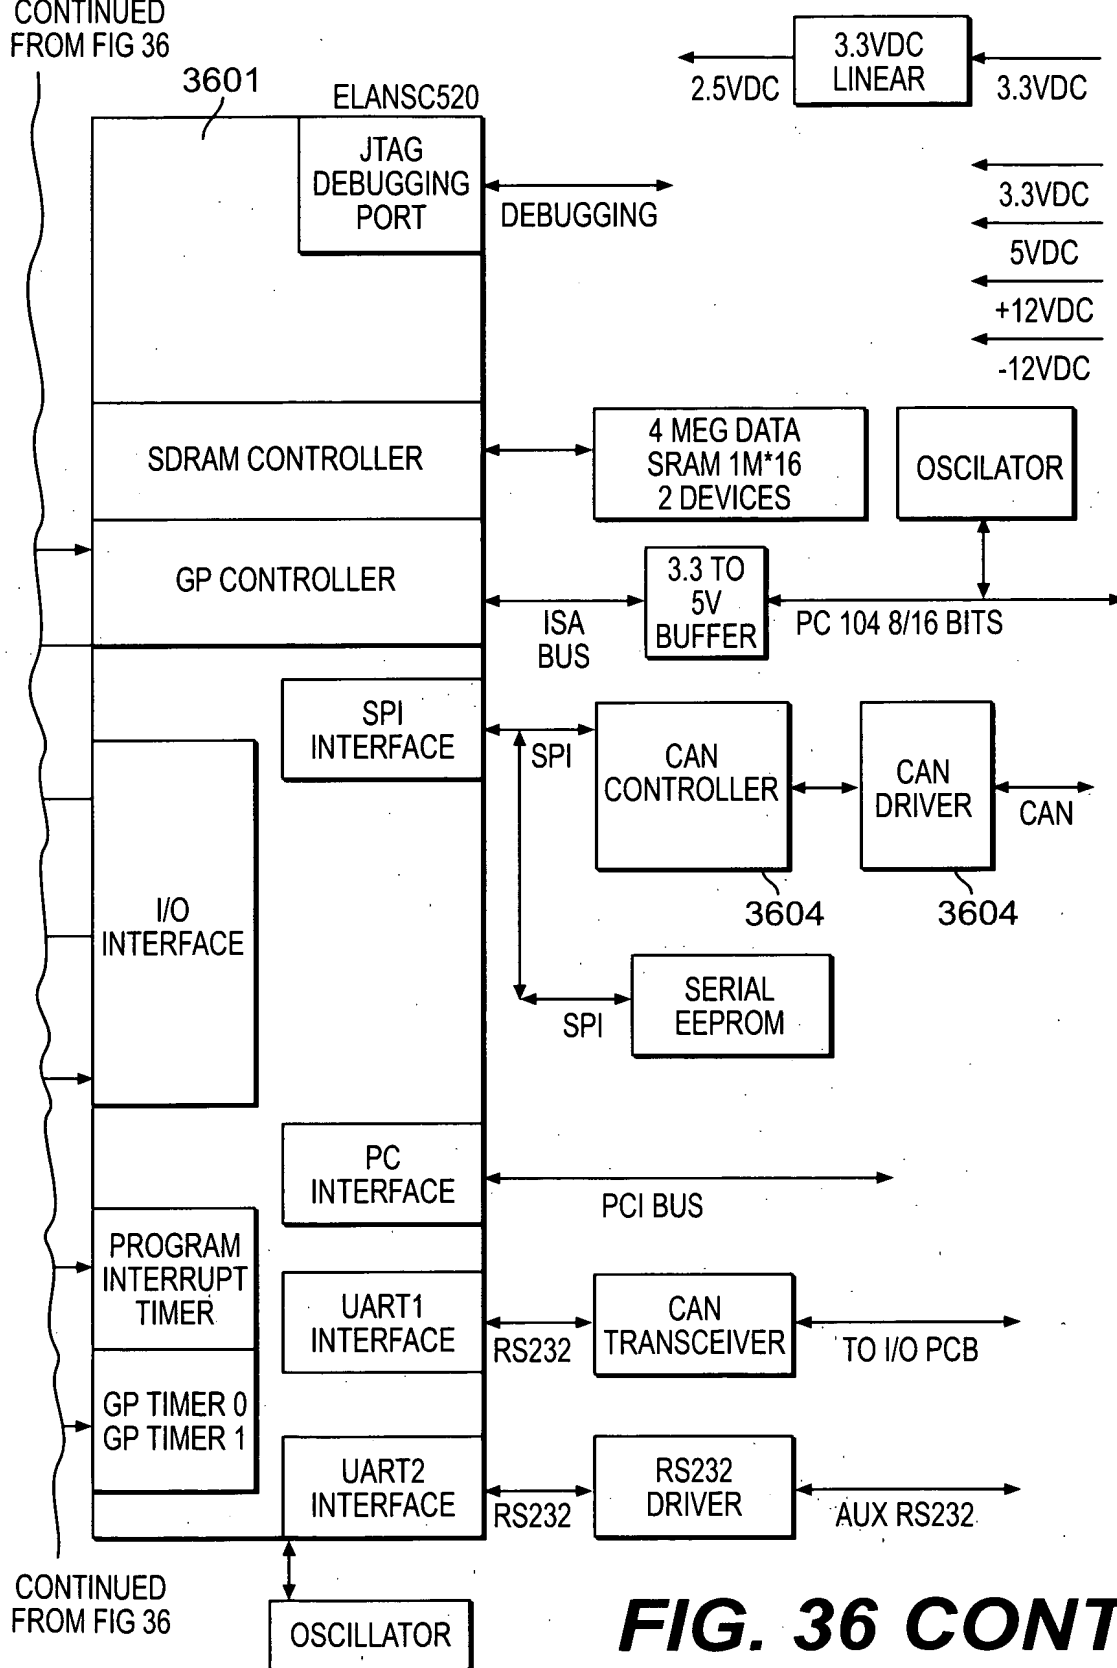 CONTINUED
FROM FIG 36
3601
ELANSC520
3.3VDC
LINEAR
2.5VDC
3.3VDC
JTAG
DEBUGGING
PORT
DEBUGGING
3.3VDC
5VDC
+12VDC
-12VDC
SDRAM CONTROLLER
4 MEG DATA
SRAM 1M*16
2 DEVICES
OSCILATOR
GP CONTROLLER
ISA
BUS
3.3 TO
5V
BUFFER
PC 104 8/16 BITS
SPI
INTERFACE
SPI
CAN
CONTROLLER
CAN
DRIVER
CAN
3604
3604
I/O
INTERFACE
SPI
SERIAL
EEPROM
PC
INTERFACE
PCI BUS
PROGRAM
INTERRUPT
TIMER
UART1
INTERFACE
RS232
CAN
TRANSCEIVER
TO I/O PCB
GP TIMER 0
GP TIMER 1
UART2
INTERFACE
RS232
RS232
DRIVER
AUX RS232
CONTINUED
FROM FIG 36
OSCILLATOR
FIG. 36 CONT